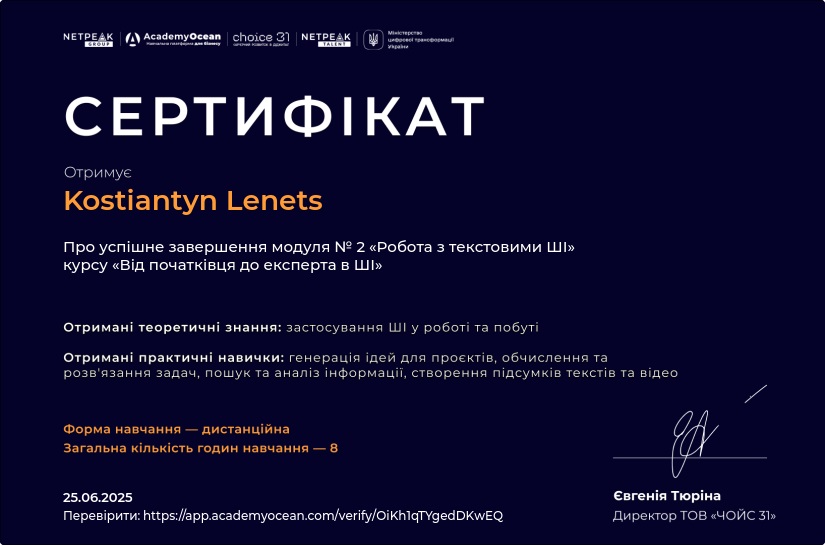 NETPEAK GROUP
AcademyOcean
Навчальна платформа для бізнесу
choice 31
NETPEAK TALENT
Міністерство
цифрової трансформації
України
СЕРТИФІКАТ
Отримує
Kostiantyn Lenets
Про успішне завершення модуля № 2 «Робота з текстовими ШІ»
курсу «Від початківця до експерта в ШІ»
Отримані теоретичні знання: застосування ШІ у роботі та побуті
Отримані практичні навички: генерація ідей для проєктів, обчислення та
розв'язання задач, пошук та аналіз інформації, створення підсумків текстів та відео
Форма навчання — дистанційна
Загальна кількість годин навчання — 8
25.06.2025
Перевірити: https://app.academyocean.com/verify/OiKh1qTYgedDKwEQ
Євгенія Тюріна
Директор ТОВ «ЧОЙС 31»